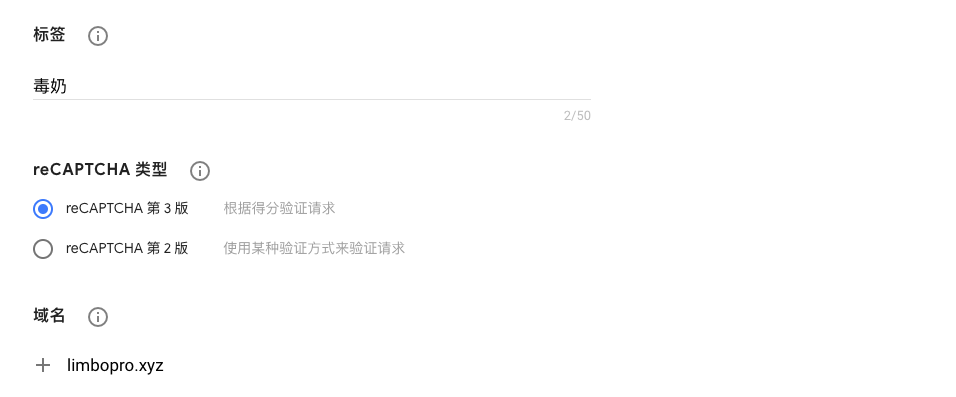 标签
毒奶
2/50
reCAPTCHA 类型
reCAPTCHA 第 3 版 根据得分验证请求
reCAPTCHA 第 2 版 使用某种验证方式来验证请求
域名
limbopro.xyz